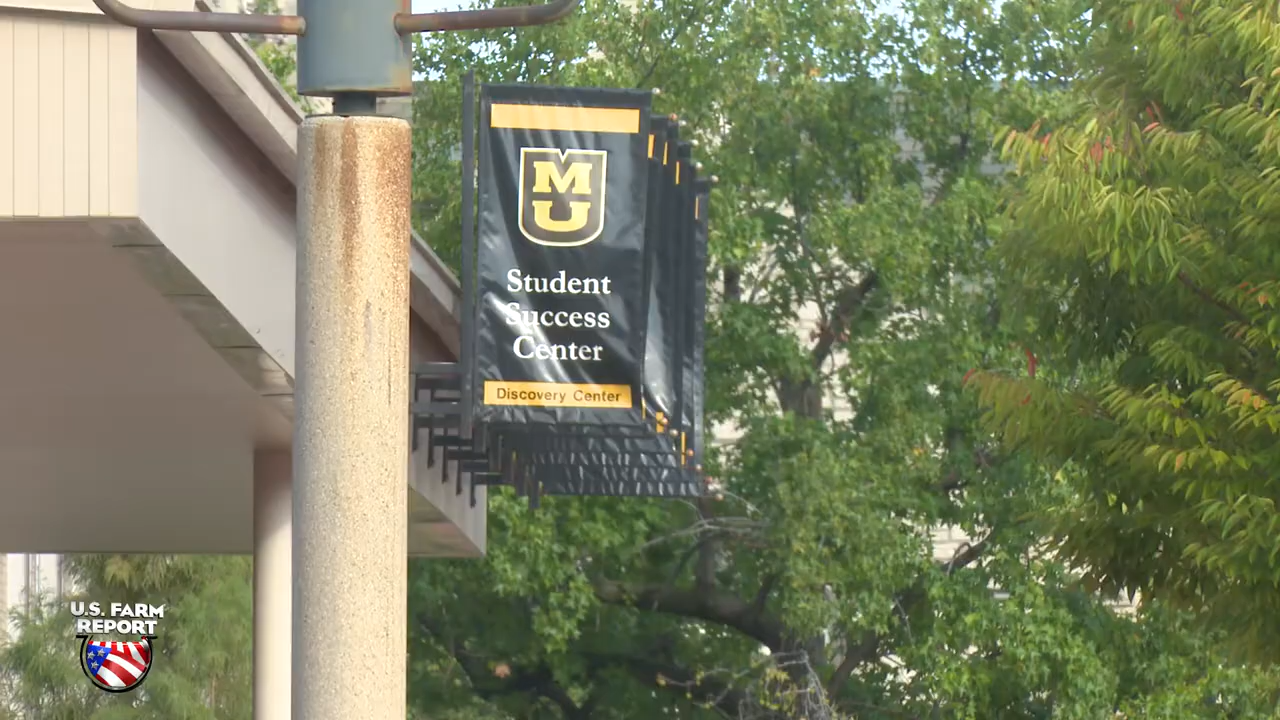 MU
Student
Success
Center
Discovery Center
U.S. FARM
REPORT